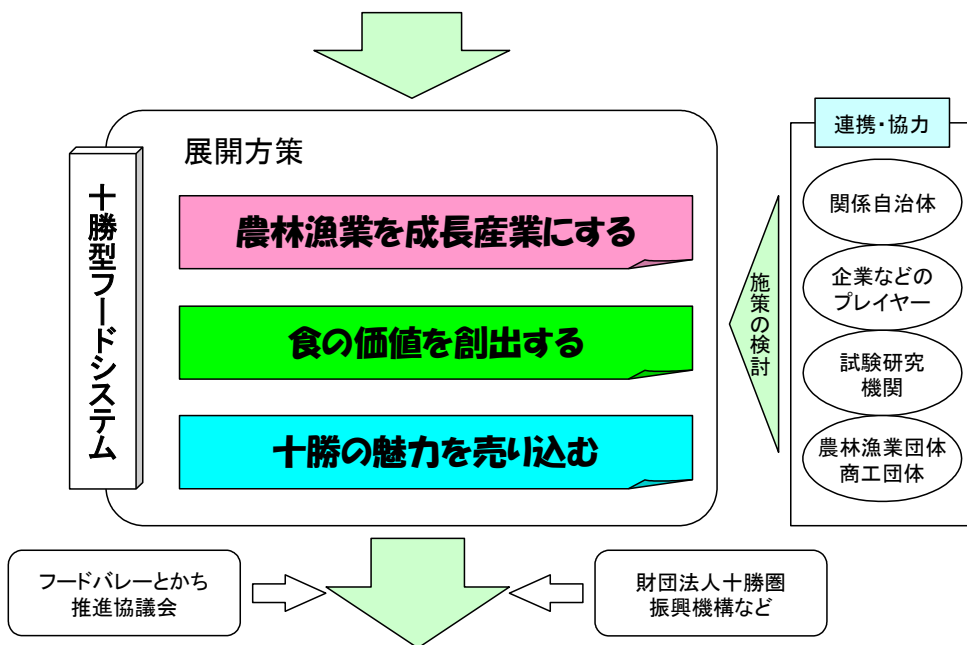 十勝型フードシステム
展開方策
農林漁業を成長産業にする
食の価値を創出する
十勝の魅力を売り込む
施策の検討
連携・協力
関係自治体
企業などの
プレイヤー
試験研究
機関
農林漁業団体
商工団体
フードバレーとかち
推進協議会
財団法人十勝圏
振興機構など